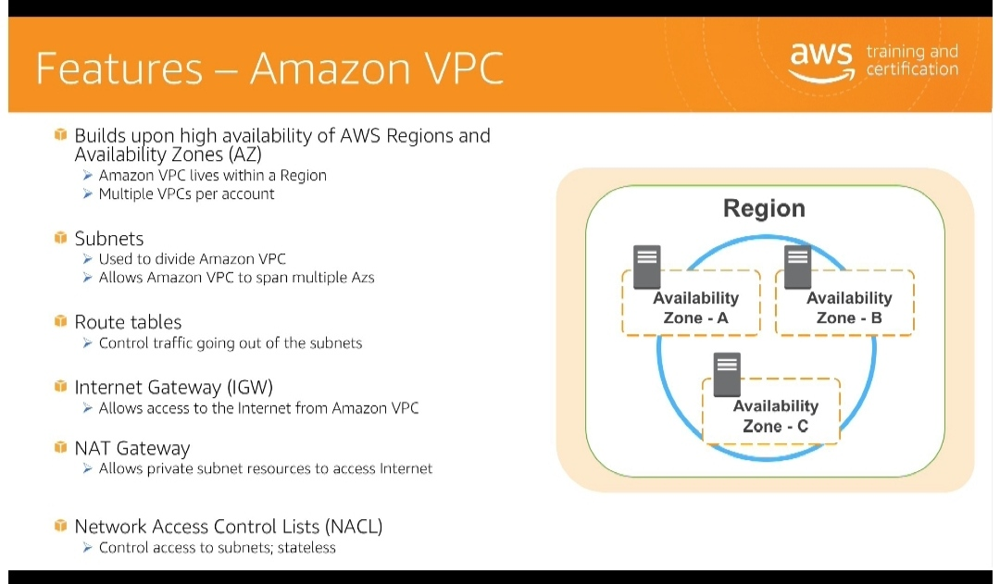 Features – Amazon VPC
aws training and
certification
Builds upon high availability of AWS Regions and
Availability Zones (AZ)
Amazon VPC lives within a Region
Multiple VPCs per account
Subnets
Used to divide Amazon VPC
Allows Amazon VPC to span multiple Azs
Route tables
Control traffic going out of the subnets
Internet Gateway (IGW)
Allows access to the Internet from Amazon VPC
NAT Gateway
Allows private subnet resources to access Internet
Network Access Control Lists (NACL)
Control access to subnets; stateless
Region
Availability
Zone - A
Availability
Zone - B
Availability
Zone - C